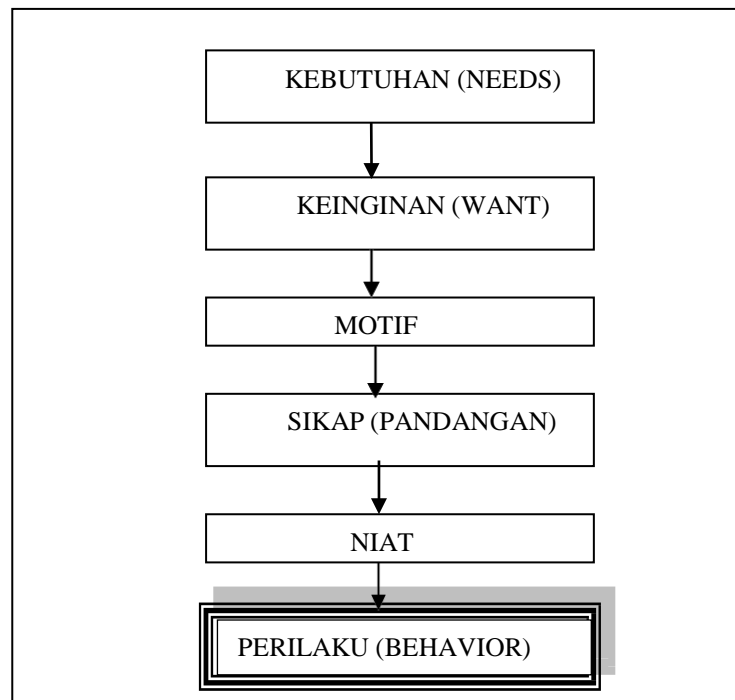 KEBUTUHAN (NEEDS)
KEINGINAN (WANT)
MOTIF
SIKAP (PANDANGAN)
NIAT
PERILAKU (BEHAVIOR)